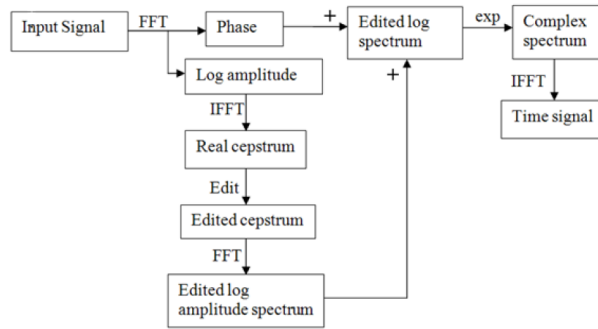 Input Signal
FFT
Phase
+
Edited log
spectrum
exp
Complex
spectrum
Log amplitude
+
IFFT
IFFT
Time signal
Real cepstrum
Edit
Edited cepstrum
FFT
Edited log
amplitude spectrum